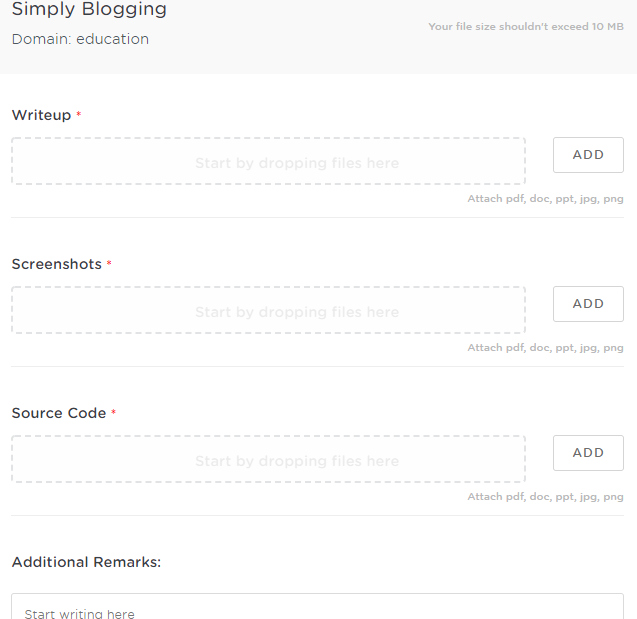 Simply Blogging
Your file size shouldn't exceed 10 MB
Domain: education
Writeup *
Start by dropping files here
ADD
Attach pdf, doc, ppt, jpg, png
Screenshots *
Start by dropping files here
ADD
Attach pdf, doc, ppt, jpg, png
Source Code *
Start by dropping files here
ADD
Attach pdf, doc, ppt, jpg, png
Additional Remarks:
Start writing here